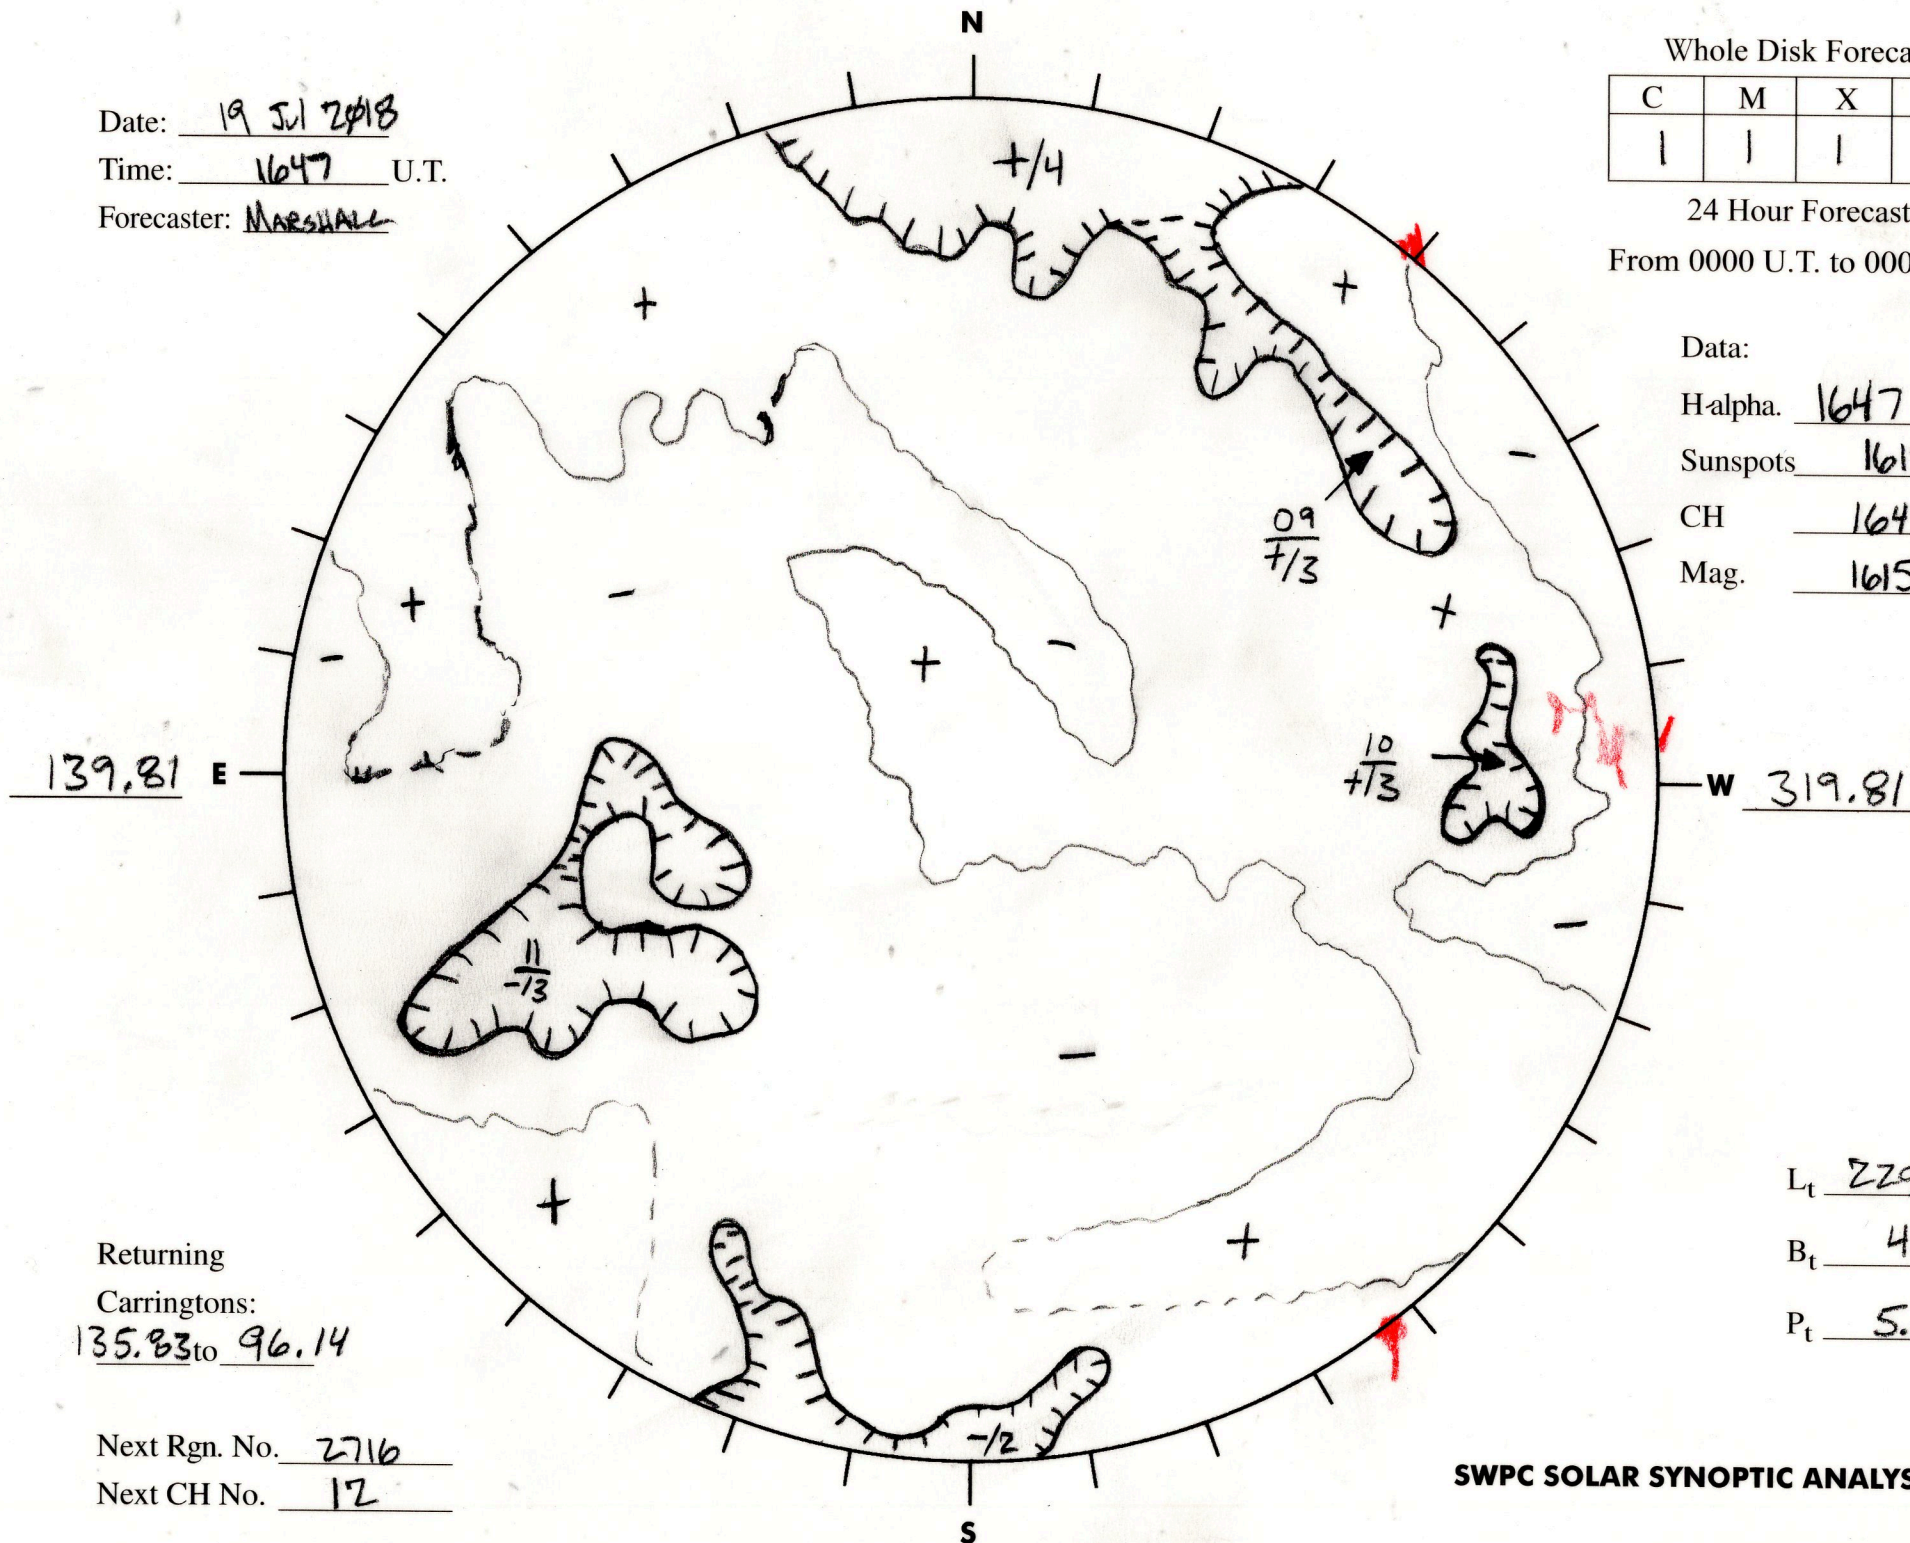 N
Whole Disk Foreca
C M X
1 1 1
24 Hour Forecast
From 0000 U.T. to 000
Date: 19 Jul 2018
Time: 1647 U.T.
Forecaster: MARSHALL
+/4
+
+
Data:
H-alpha. 1647
Sunspots 161
CH 164
Mag. 1615
-
09
+/3
+
-
+
-
-
+
139.81 E
10
+/3
W 319.81
11
-/3
-
-
+
+
Lt 220
Bt 4
Pt 5.
Returning
Carringtons:
135.83 to 96.14
-/2
Next Rgn. No. 2716
Next CH No. 12
SWPC SOLAR SYNOPTIC ANALYS
S